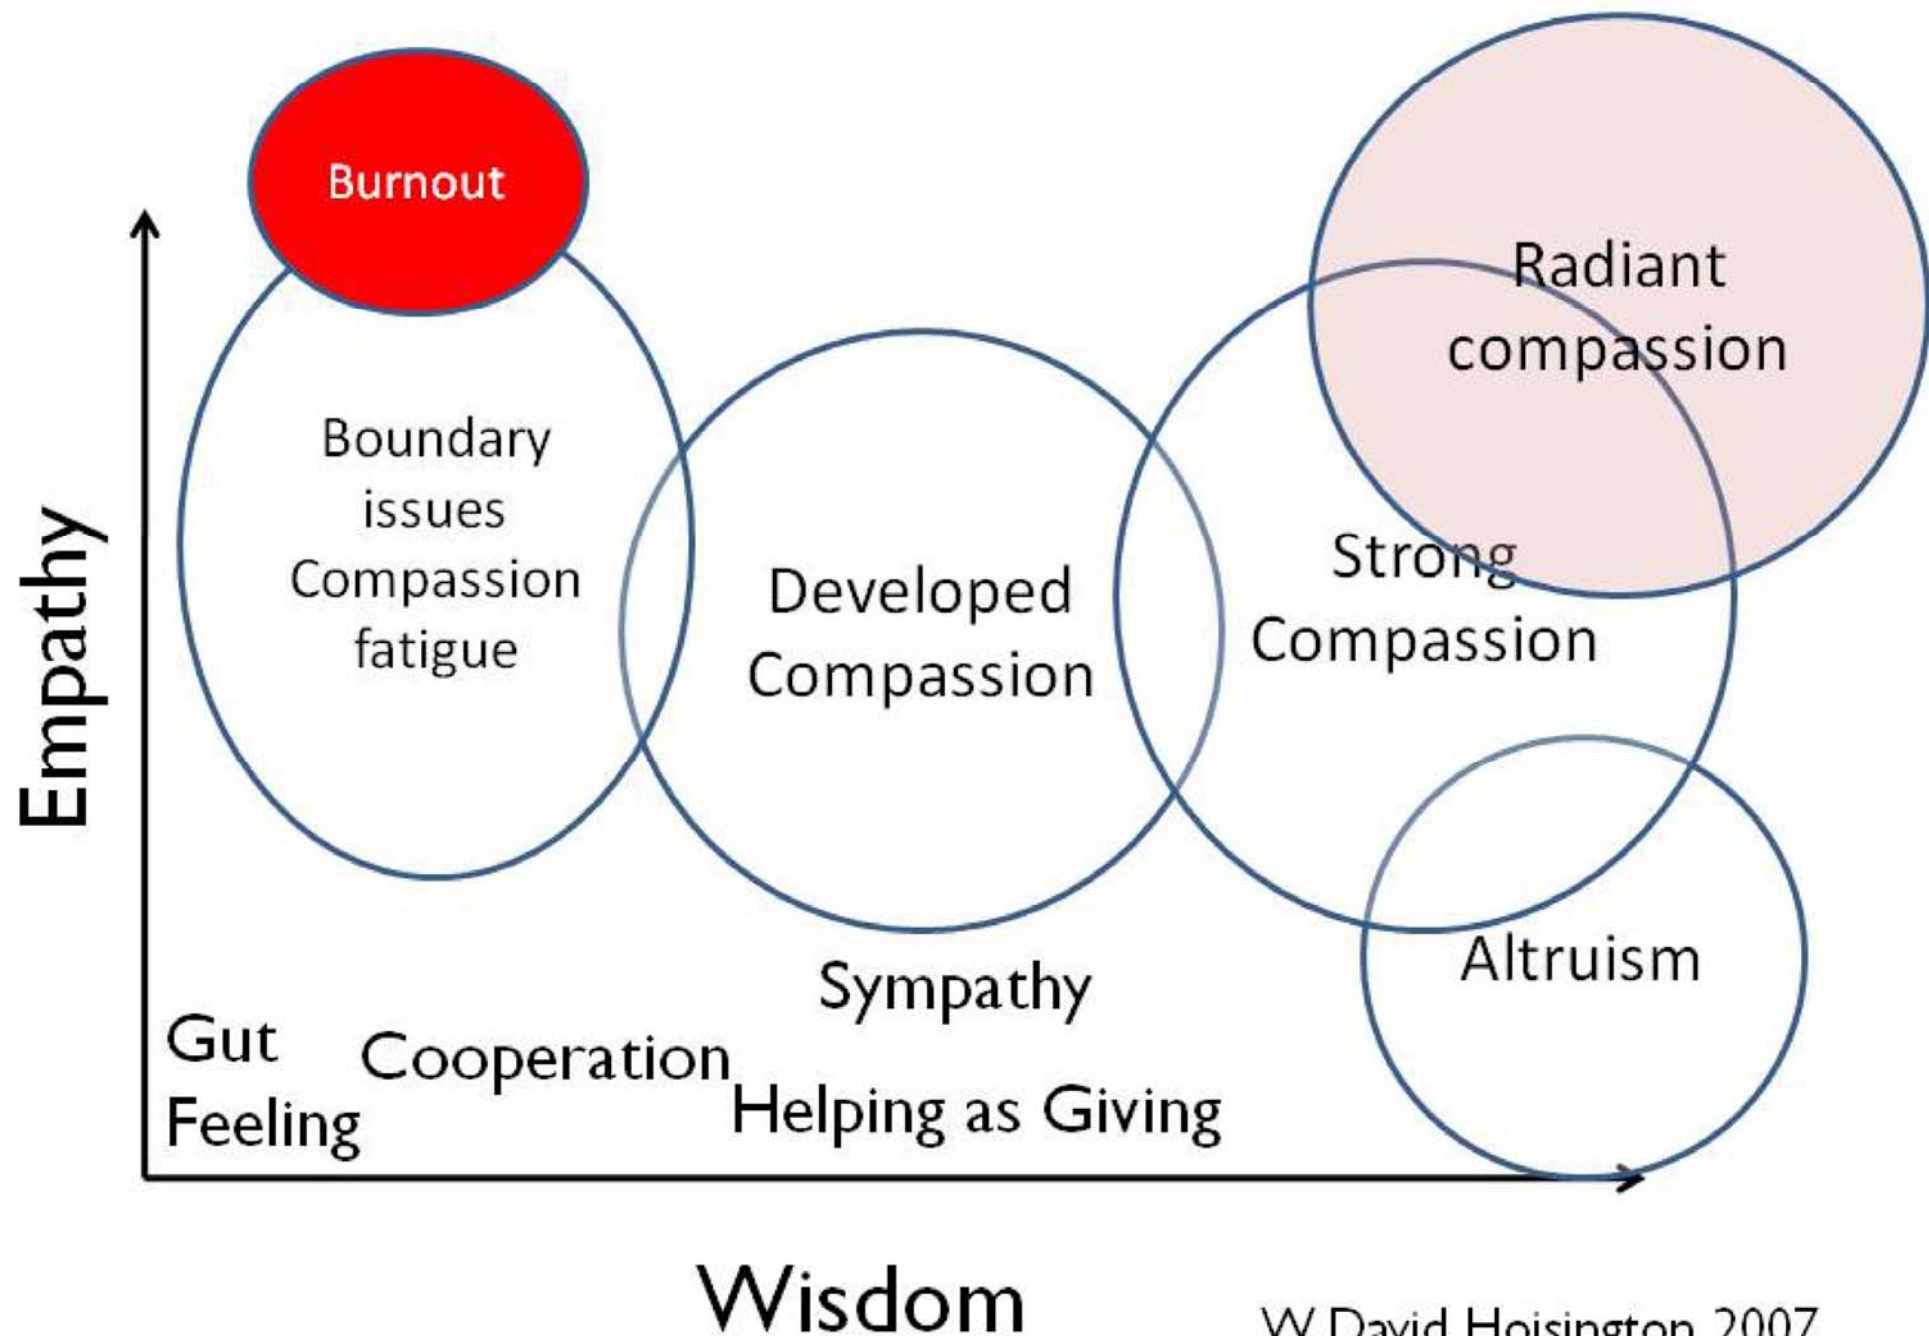 Burnout
Radiant
compassion
Boundary
issues
Compassion
fatigue
Developed
Compassion
Strong
Compassion
Empathy
Altruism
Sympathy
Gut
Feeling
Cooperation
Helping as Giving
Wisdom
W David Hoisington 2007